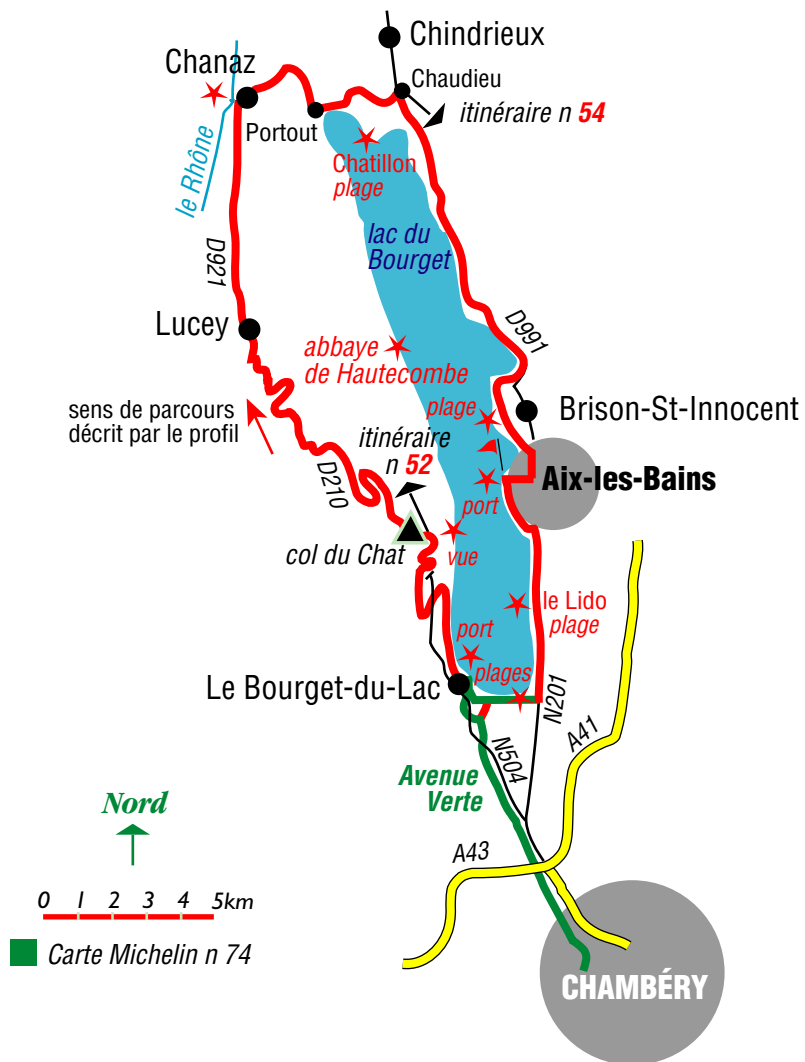 Chindrieux
Chanaz
Chaudieu
itinéraire n 54
Portout
le Rhône
Chatillon
plage
lac du
Bourget
D921
D991
Lucey
abbaye
de Hautecombe
plage
Brison-St-Innocent
sens de parcours
décrit par le profil
itinéraire
n 52
Aix-les-Bains
port
D210
col du Chat
vue
le Lido
plage
port
plages
Le Bourget-du-Lac
N201
A41
N504
Avenue
Verte
Nord
A43
0 1 2 3 4 5km
Carte Michelin n 74
CHAMBÉRY